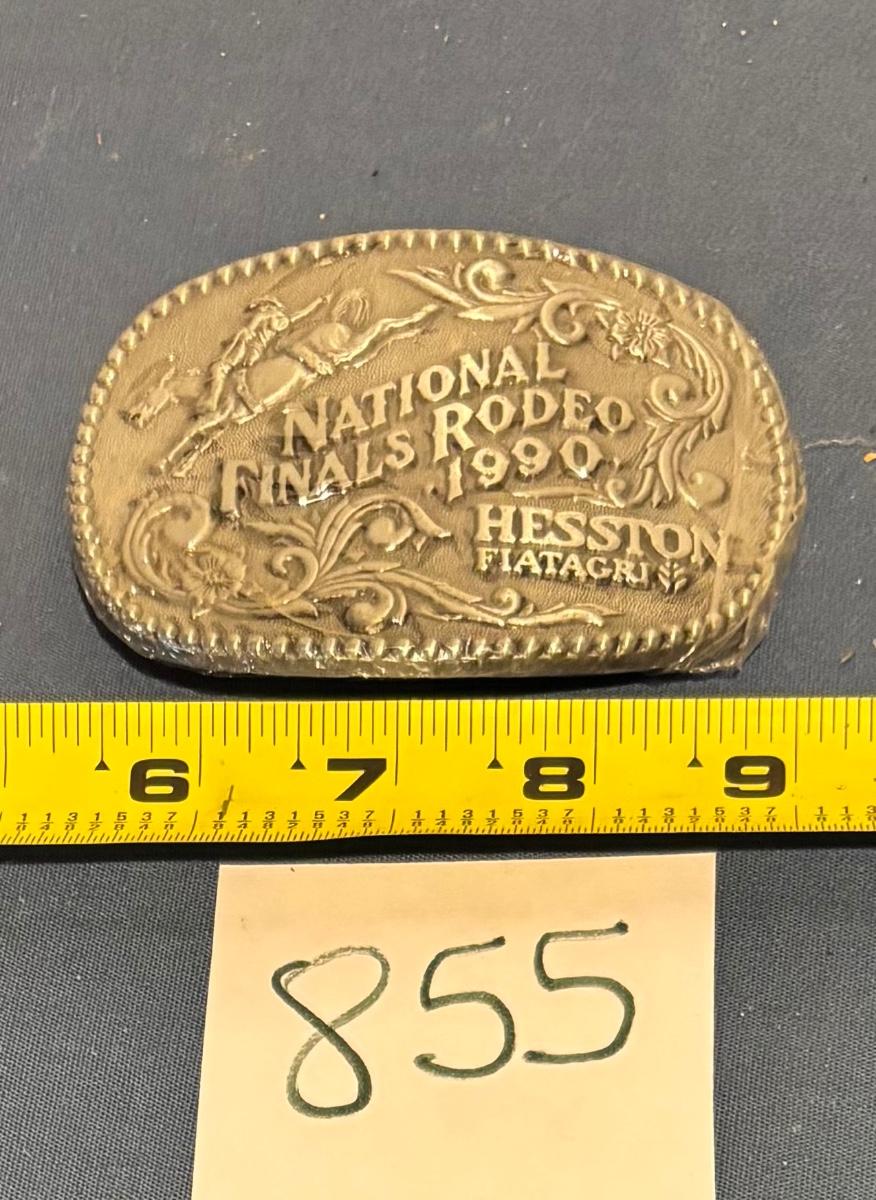 NATIONAL
FINALS RODEO
1990
HESSTON
FIATAGRI
6 7 8 9
855